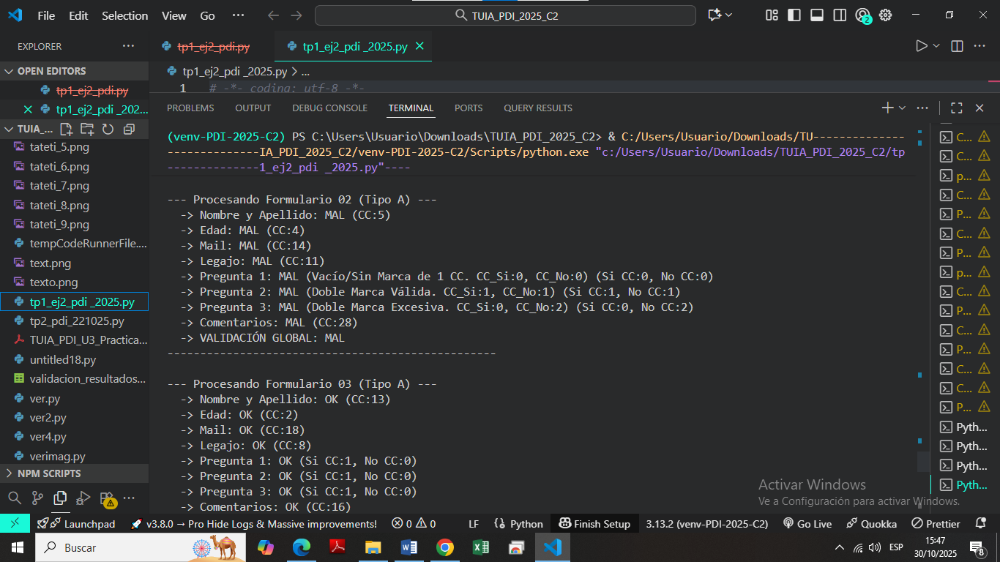 File Edit Selection View Go ··· TUIA_PDI_2025_C2 2
EXPLORER ···
tp1_ej2_pdi.py
tp1_ej2_pdi _2025.py
OPEN EDITORS
tp1_ej2_pdi.py
tp1_ej2_pdi _202...
TUIA_...
tateti_5.png
tateti_6.png
tateti_7.png
tateti_8.png
tateti_9.png
tempCodeRunnerFile....
text.png
texto.png
tp1_ej2_pdi _2025.py
tp2_pdi_221025.py
TUIA_PDI_U3_Practica...
untitled18.py
validacion_resultados...
ver.py
ver2.py
ver4.py
verimag.py
NPM SCRIPTS
tp1_ej2_pdi _2025.py > ...
1 # -*- coding: utf-8 -*-
PROBLEMS OUTPUT DEBUG CONSOLE TERMINAL PORTS QUERY RESULTS
(venv-PDI-2025-C2) PS C:\Users\Usuario\Downloads\TUIA_PDI_2025_C2> & C:/Users/Usuario/Downloads/TU--------------
--------------IA_PDI_2025_C2/venv-PDI-2025-C2/Scripts/python.exe "c:/Users/Usuario/Downloads/TUIA_PDI_2025_C2/tp
--------------1_ej2_pdi _2025.py"----
--- Procesando Formulario 02 (Tipo A) ---
-> Nombre y Apellido: MAL (CC:5)
-> Edad: MAL (CC:4)
-> Mail: MAL (CC:14)
-> Legajo: MAL (CC:11)
-> Pregunta 1: MAL (Vacío/Sin Marca de 1 CC. CC_Si:0, CC_No:0) (Si CC:0, No CC:0)
-> Pregunta 2: MAL (Doble Marca Válida. CC_Si:1, CC_No:1) (Si CC:1, No CC:1)
-> Pregunta 3: MAL (Doble Marca Excesiva. CC_Si:0, CC_No:2) (Si CC:0, No CC:2)
-> Comentarios: MAL (CC:28)
-> VALIDACIÓN GLOBAL: MAL
--------------------------------------------------
--- Procesando Formulario 03 (Tipo A) ---
-> Nombre y Apellido: OK (CC:13)
-> Edad: OK (CC:2)
-> Mail: OK (CC:18)
-> Legajo: OK (CC:8)
-> Pregunta 1: OK (Si CC:1, No CC:0)
-> Pregunta 2: OK (Si CC:1, No CC:0)
-> Pregunta 3: OK (Si CC:1, No CC:0)
-> Comentarios: OK (CC:16)
C...
C...
p...
C...
P...
C...
P...
p...
C...
P...
C...
P...
C...
C...
P...
Pyth...
Pyth...
Pyth...
Pyth...
Activar Windows
Ve a Configuración para activar Windows.
Launchpad v3.8.0 → Pro Hide Logs & Massive improvements! 0 0 LF Python Finish Setup 3.13.2 (venv-PDI-2025-C2) Go Live Quokka Prettier
Buscar
ESP
15:47
30/10/2025
8